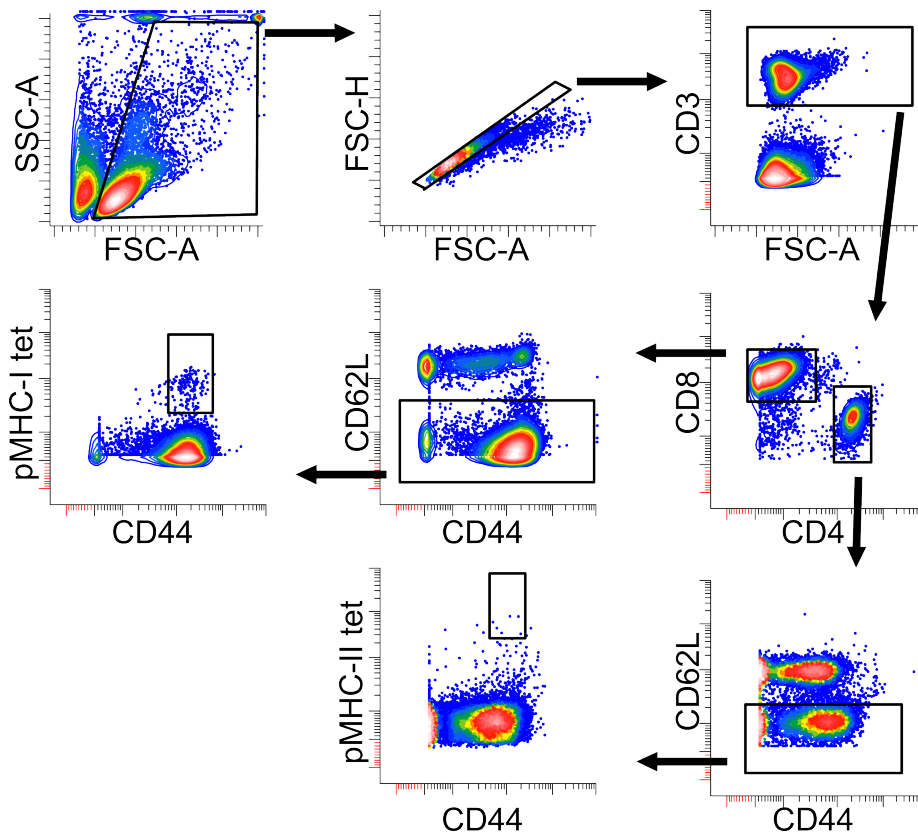 SSC-A
FSC-A
FSC-H
FSC-A
CD3
FSC-A
pMHC-I tet
CD44
CD62L
CD44
CD8
CD4
pMHC-II tet
CD44
CD62L
CD44